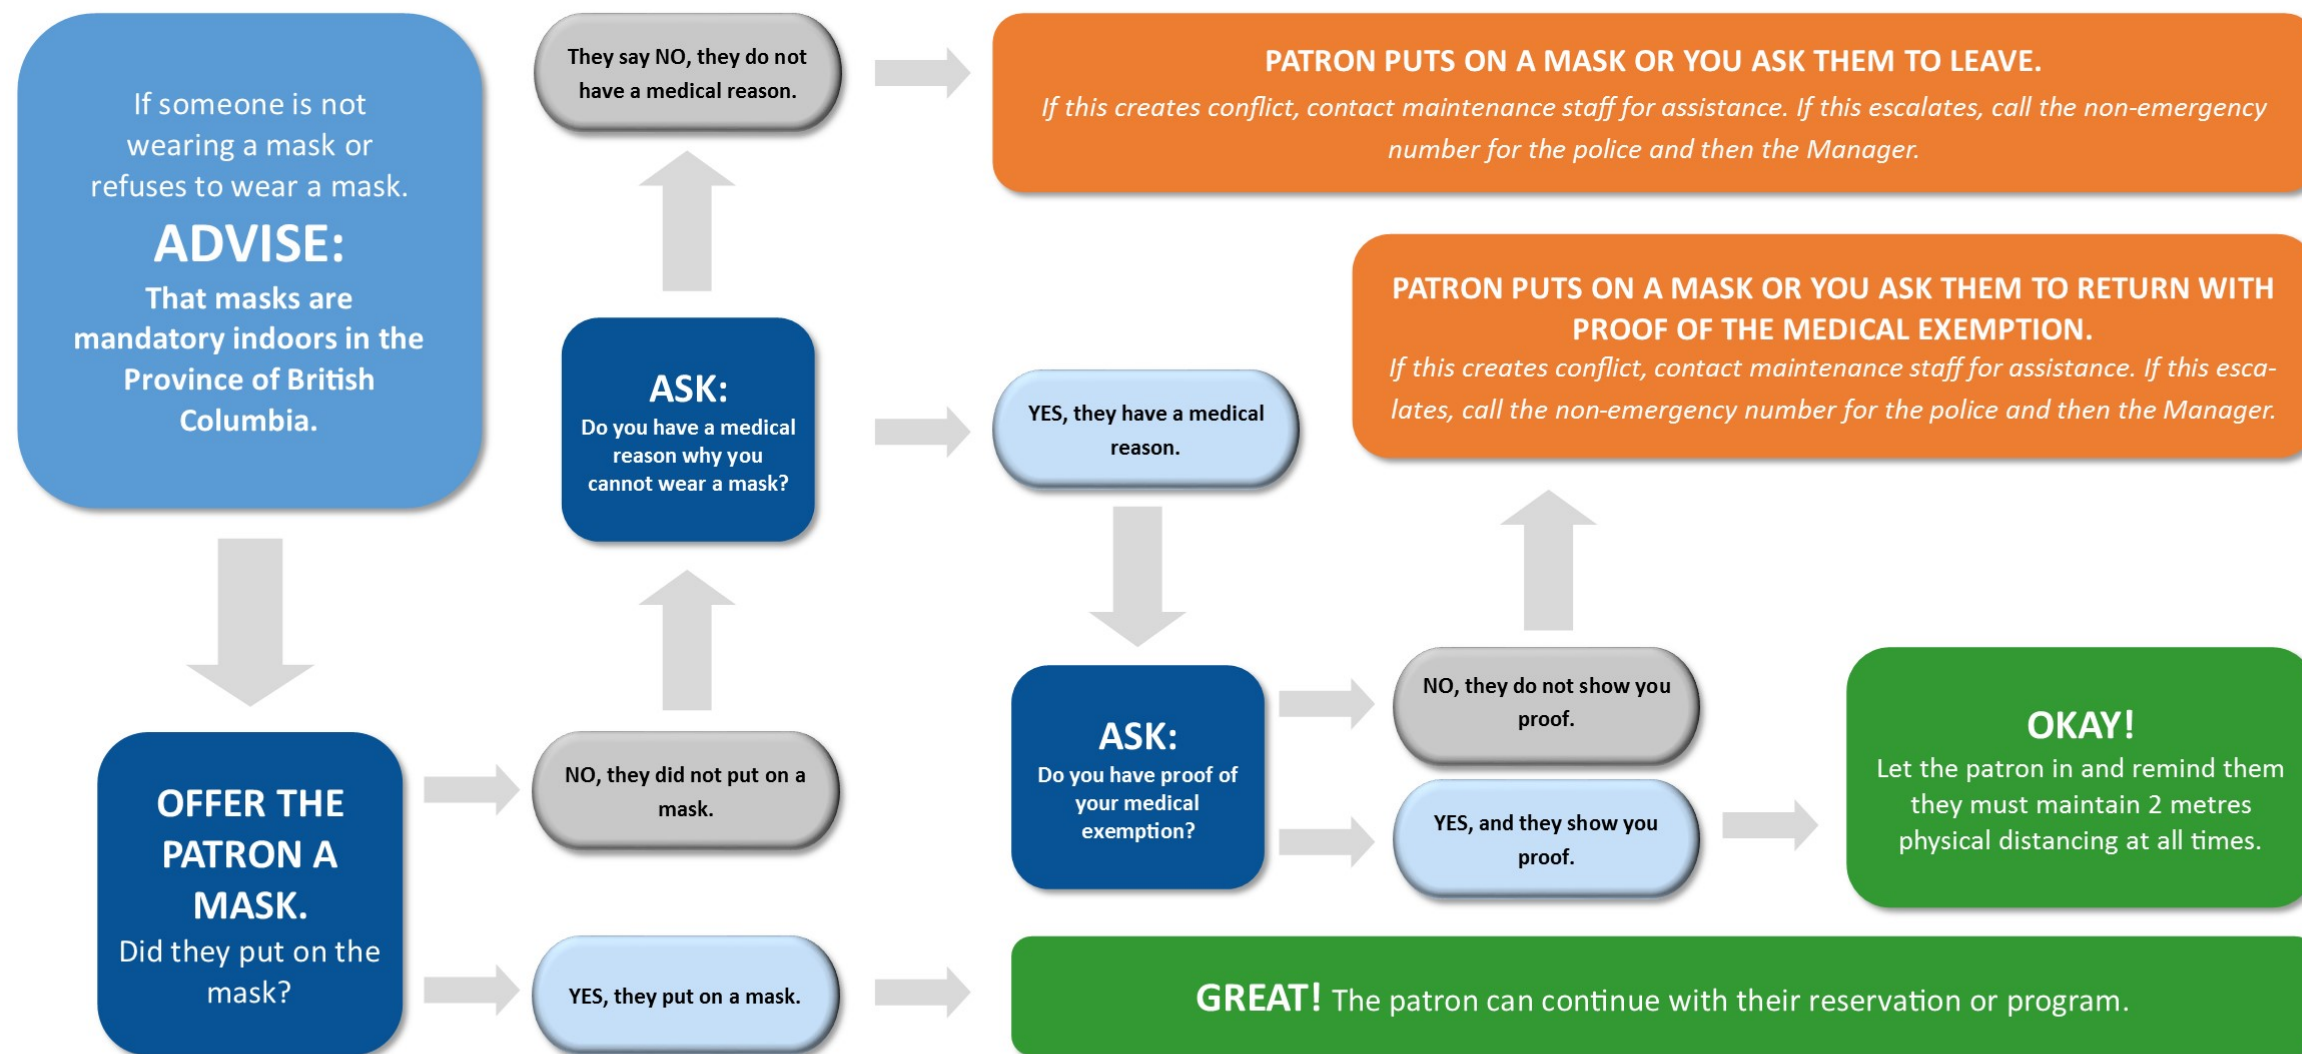 If someone is not
wearing a mask or
refuses to wear a mask.
ADVISE:
That masks are
mandatory indoors in the
Province of British
Columbia.
OFFER THE
PATRON A
MASK.
Did they put on the
mask?
NO, they did not put on a
mask.
YES, they put on a mask.
GREAT! The patron can continue with their reservation or program.
ASK:
Do you have a medical
reason why you
cannot wear a mask?
They say NO, they do not
have a medical reason.
PATRON PUTS ON A MASK OR YOU ASK THEM TO LEAVE.
If this creates conflict, contact maintenance staff for assistance. If this escalates, call the non-emergency
number for the police and then the Manager.
YES, they have a medical
reason.
ASK:
Do you have proof of
your medical
exemption?
NO, they do not show you
proof.
PATRON PUTS ON A MASK OR YOU ASK THEM TO RETURN WITH
PROOF OF THE MEDICAL EXEMPTION.
If this creates conflict, contact maintenance staff for assistance. If this esca-
lates, call the non-emergency number for the police and then the Manager.
YES, and they show you
proof.
OKAY!
Let the patron in and remind them
they must maintain 2 metres
physical distancing at all times.